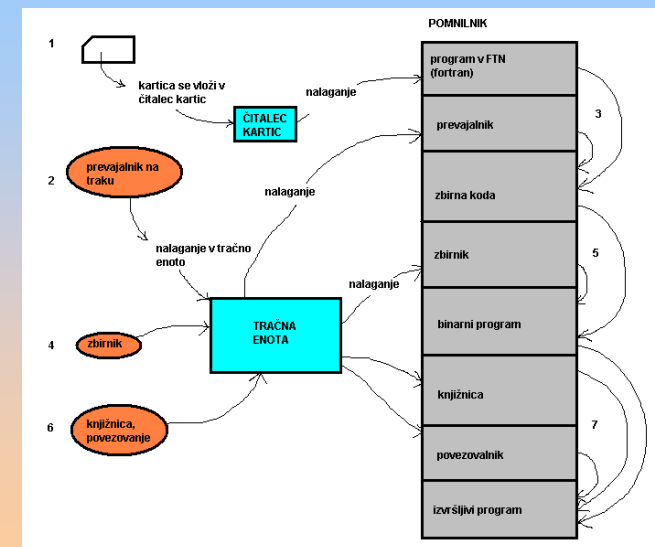 POMNILNIK
1
kartica se vloži v
čitalec kartic
ČITALEC
KARTIC
nalaganje
program v FTN
(fortran)
3
prevajalnik
2
prevajalnik na
traku
nalaganje
zbirna koda
nalaganje v tračno
enoto
zbirnik
5
nalaganje
TRAČNA
ENOTA
binarni program
4
zbirnik
knjižnica
6
knjižnica,
povezovanje
7
povezovalnik
izvršljivi program